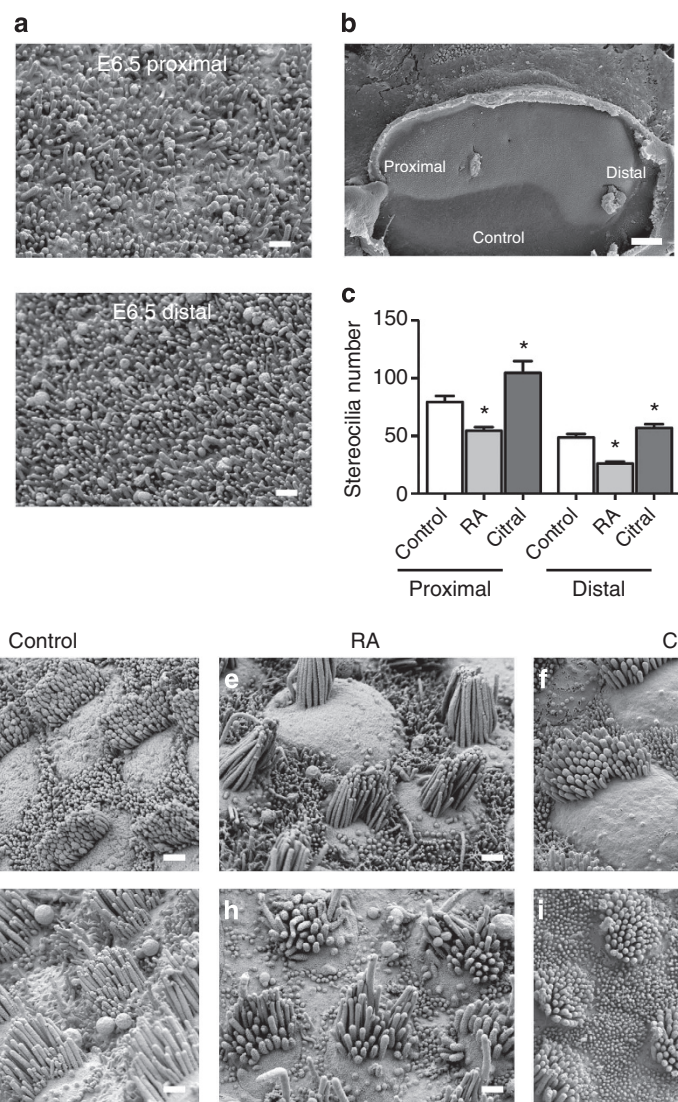 a
E6.5 proximal
E6.5 distal
b
Proximal
Distal
Control
c
Stereocilia number
150
100
50
0
*
*
*
*
Control
RA
Citral
Control
RA
Citral
Proximal
Distal
Control
RA
C
e
f
h
i